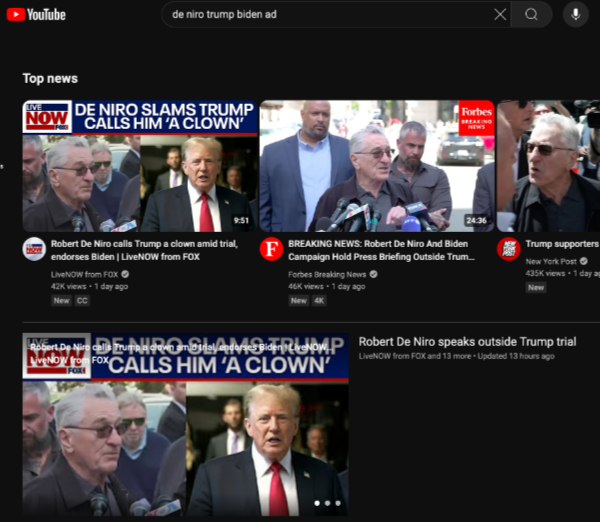 YouTube
de niro trump biden ad
Top news
LIVE
NOW
FOX
DE NIRO SLAMS TRUMP
CALLS HIM 'A CLOWN'
9:51
Forbes
BREAKING
NEWS
24:36
Robert De Niro calls Trump a clown amid trial,
endorses Biden | LiveNOW from FOX
LiveNOW from FOX
42K views • 1 day ago
New CC
F
BREAKING NEWS: Robert De Niro And Biden
Campaign Hold Press Briefing Outside Trum...
Forbes Breaking News
46K views • 1 day ago
New 4K
NEW
YORK
POST
Trump supporters
New York Post
435K views • 1 day ag
New
Robert De Niro calls Trump a clown amid trial, endorses Biden | LiveNOW
LiveNOW from FOX
NOW
FOX
DE NIRO SLAMS TRUMP
CALLS HIM 'A CLOWN'
Robert De Niro speaks outside Trump trial
LiveNOW from FOX and 13 more • Updated 13 hours ago